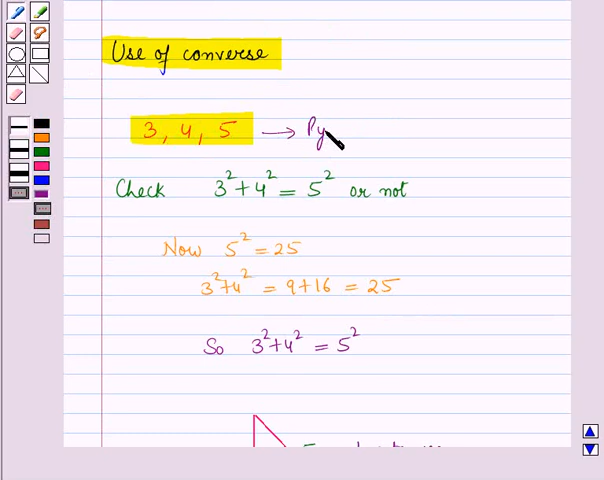 Use of converse
3, 4, 5 → Py
Check 3² + 4² = 5² or not
Now 5² = 25
3² + 4² = 9 + 16 = 25
So 3² + 4² = 5²